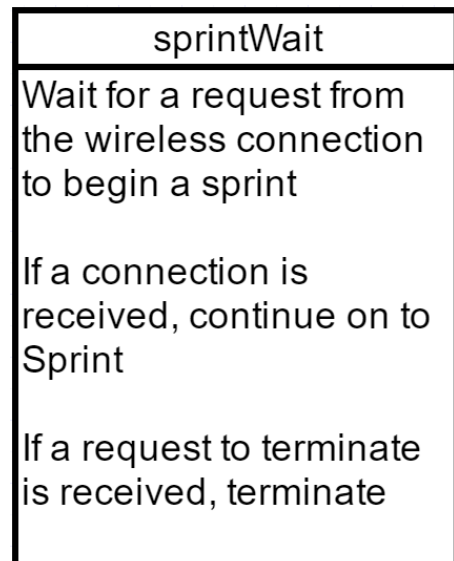 sprintWait
Wait for a request from
the wireless connection
to begin a sprint
If a connection is
received, continue on to
Sprint
If a request to terminate
is received, terminate